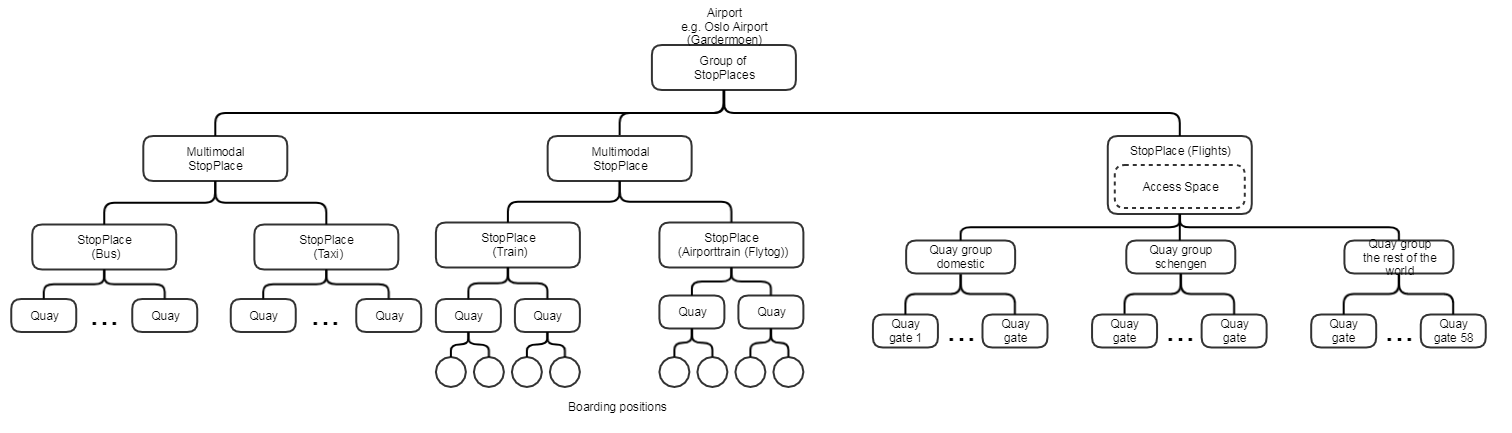 Airport
e.g. Oslo Airport
(Gardermoen)
Group of
StopPlaces
Multimodal
StopPlace
Multimodal
StopPlace
StopPlace (Flights)
Access Space
StopPlace
(Bus)
StopPlace
(Taxi)
StopPlace
(Train)
StopPlace
(Airporttrain (Flytog))
Quay group
domestic
Quay group
schengen
Quay group
the rest of the
world
Quay
...
Quay
Quay
...
Quay
Quay
Quay
Quay
Quay
Quay
gate 1
...
Quay
gate
Quay
gate
...
Quay
gate
Quay
gate
...
Quay
gate 58
Boarding positions